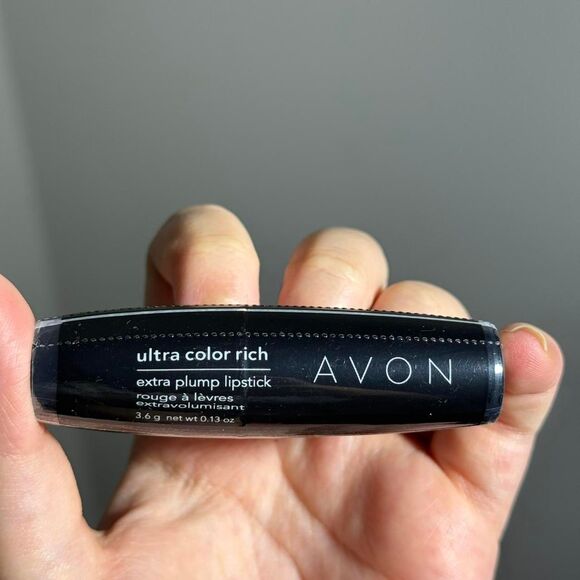 ultra color rich
extra plump lipstick
rouge à lèvres
extravolumisant
3.6 g net wt 0.13 oz
AVON